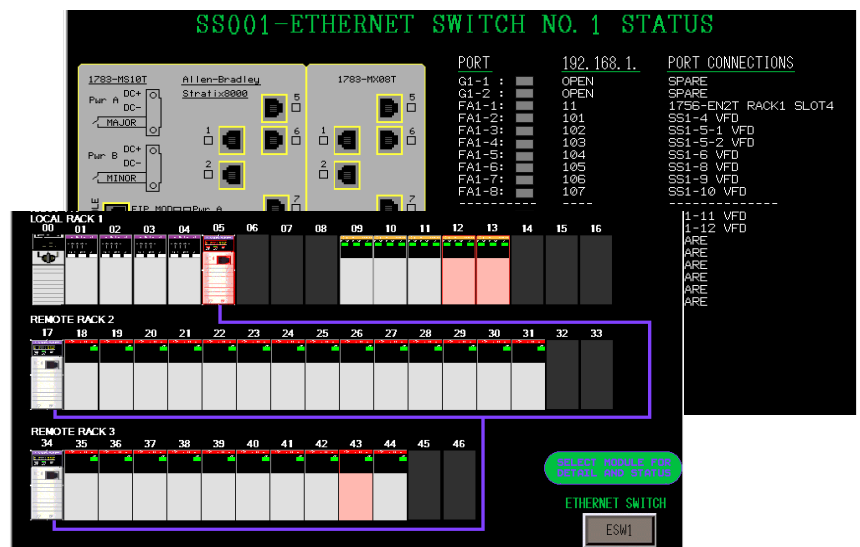 SS001-ETHERNET SWITCH NO. 1 STATUS
PORT 192.168.1. PORT CONNECTIONS
1783-MS10T Allen-Bradley 1783-MX08T
Stratix8000
Pwr A DC+
DC-
MAJOR
Pwr B DC+
DC-
MINOR
EIP MOD Pwr A
1 5 1 5
6 6
2 2
7 7
G1-1 : OPEN SPARE
G1-2 : OPEN SPARE
FA1-1: 11 1756-EN2T RACK1 SLOT4
FA1-2: 101 SS1-4 VFD
FA1-3: 102 SS1-5-1 VFD
FA1-4: 103 SS1-5-2 VFD
FA1-5: 104 SS1-6 VFD
FA1-6: 105 SS1-8 VFD
FA1-7: 106 SS1-9 VFD
FA1-8: 107 SS1-10 VFD
---------- ---- --------------
1-11 VFD
1-12 VFD
ARE
ARE
ARE
ARE
ARE
ARE
LOCAL RACK 1
00 01 02 03 04 05 06 07 08 09 10 11 12 13 14 15 16
REMOTE RACK 2
17 18 19 20 21 22 23 24 25 26 27 28 29 30 31 32 33
REMOTE RACK 3
34 35 36 37 38 39 40 41 42 43 44 45 46
SELECT MODULE FOR
DETAIL AND STATUS
ETHERNET SWITCH
ESW1